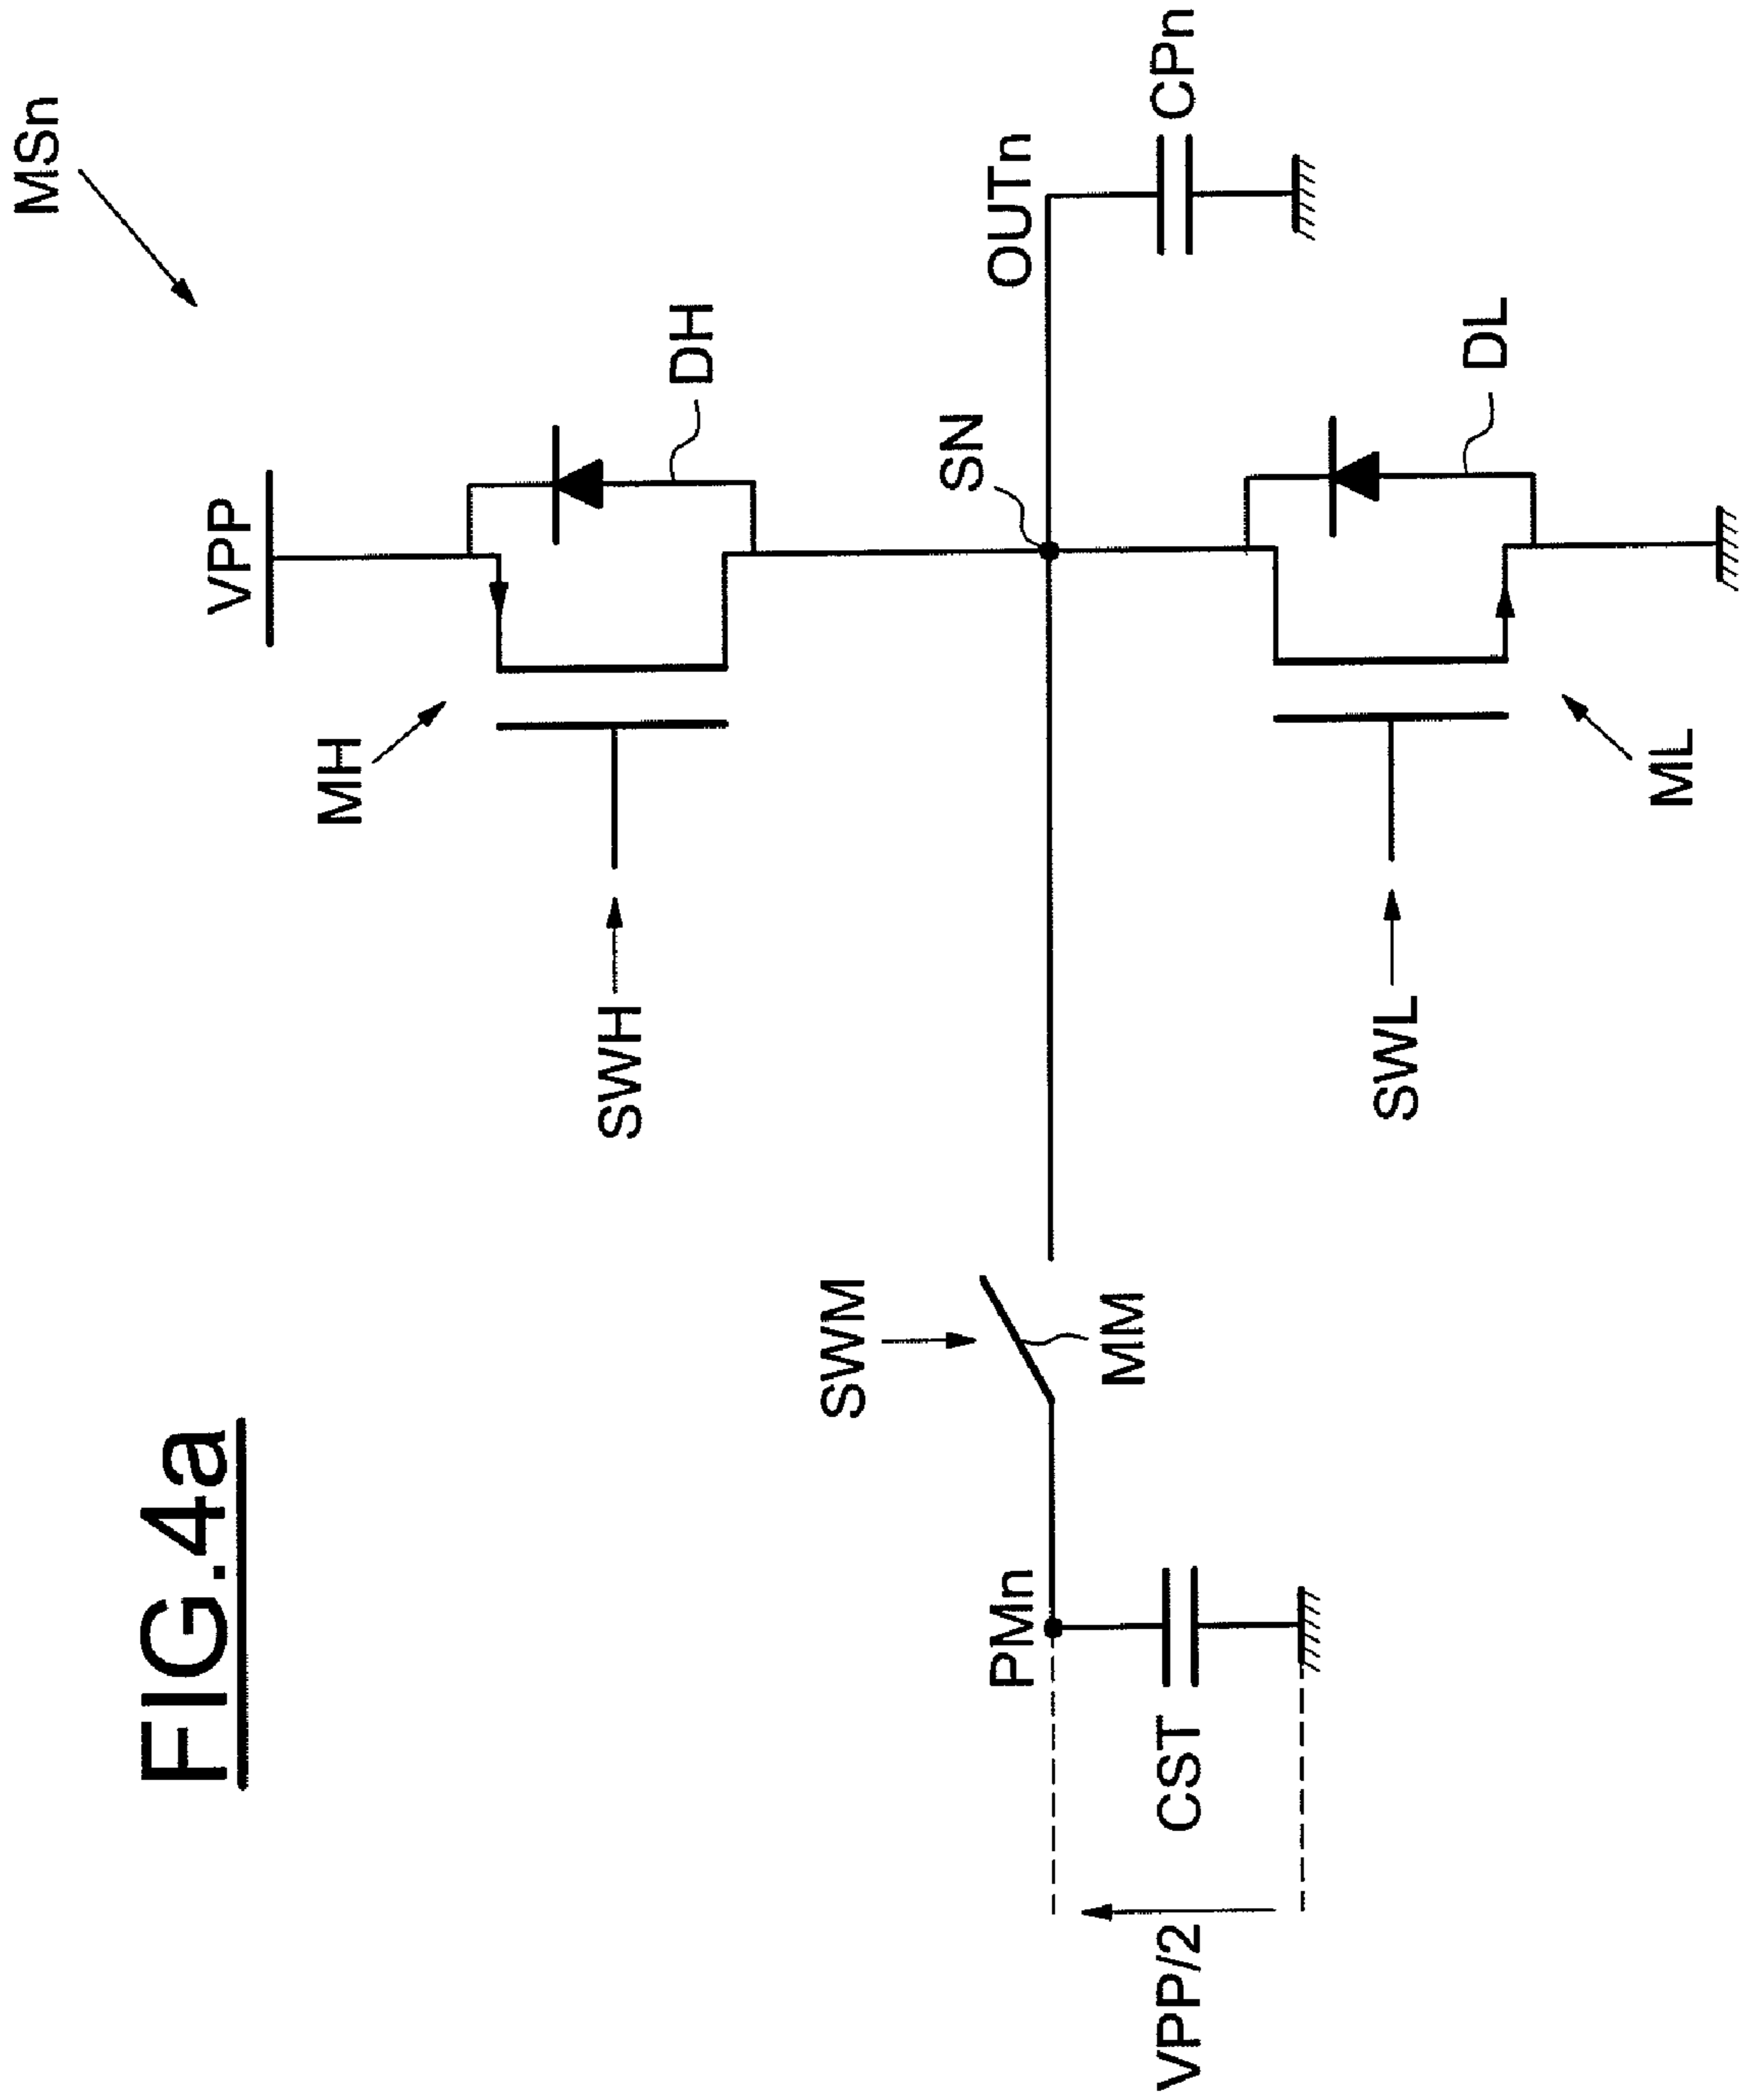 FIG.4a
MSn
VPP
MH
DH
SWH
SN
OUTn
CPn
SWM
MM
PMn
CST
VPP/2
SWL
ML
DL